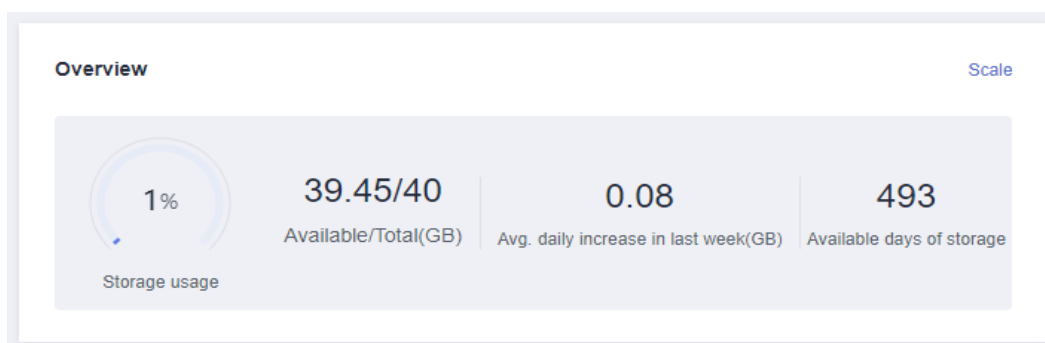 Overview
Scale
1%
Storage usage
39.45/40
Available/Total(GB)
0.08
Avg. daily increase in last week(GB)
493
Available days of storage